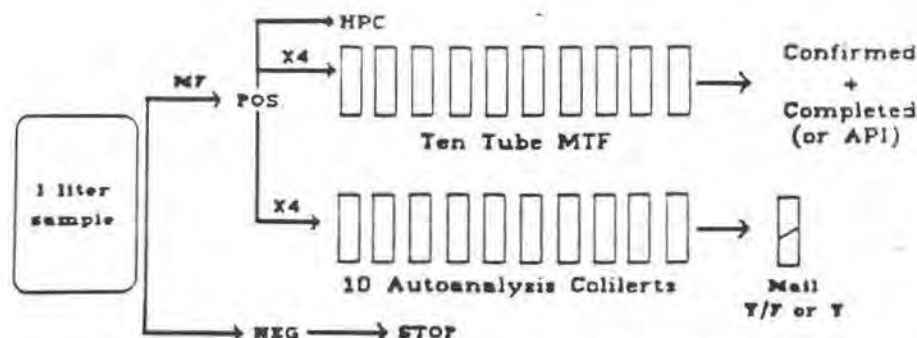 HPC
X4
MF
POS
Confirmed
+
Completed
(or API)
Ten Tube MTF
1 liter
sample
X4
10 Autoanalysis Colilerts
Mail
Y/F or Y
NEG
STOP